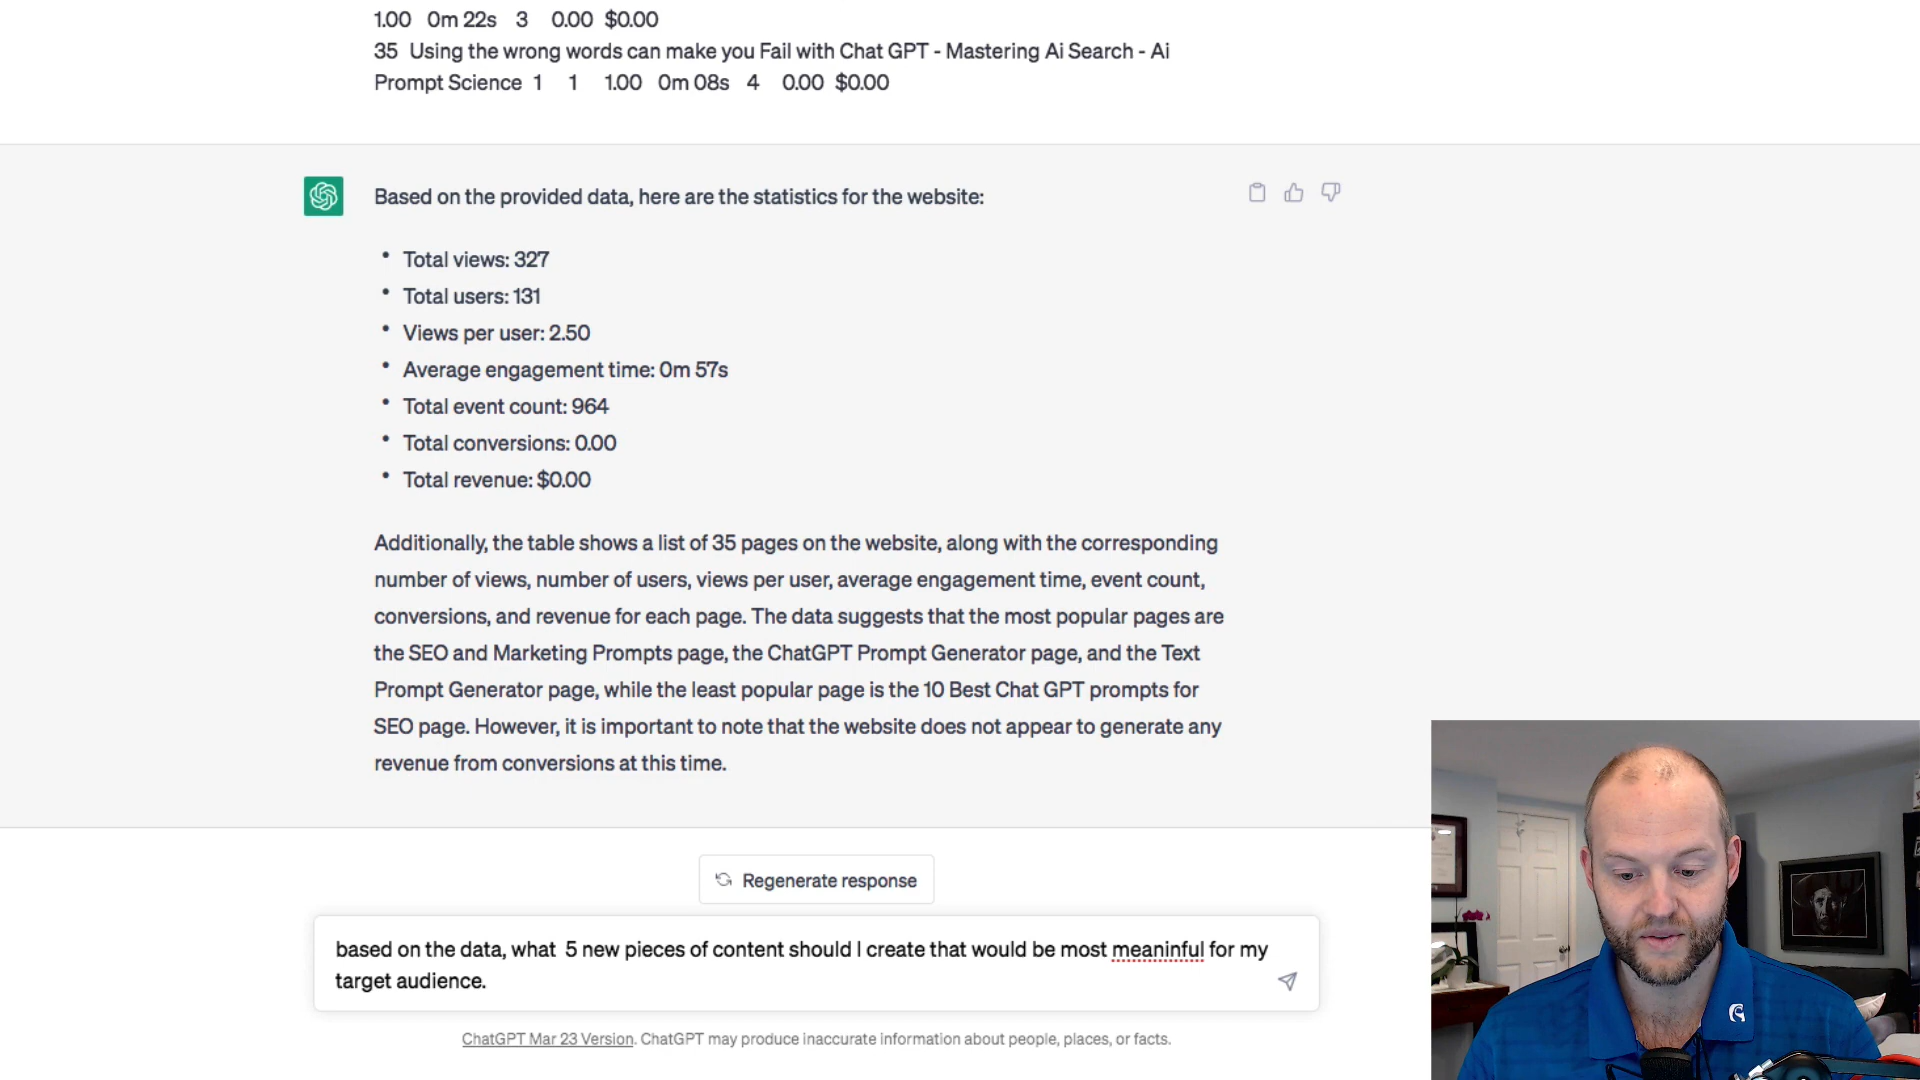 1.00 0m 22s 3 0.00 $0.00
35 Using the wrong words can make you Fail with Chat GPT - Mastering Ai Search - Ai
Prompt Science 1 1 1.00 0m 08s 4 0.00 $0.00
Based on the provided data, here are the statistics for the website:
• Total views: 327
• Total users: 131
• Views per user: 2.50
• Average engagement time: 0m 57s
• Total event count: 964
• Total conversions: 0.00
• Total revenue: $0.00
Additionally, the table shows a list of 35 pages on the website, along with the corresponding
number of views, number of users, views per user, average engagement time, event count,
conversions, and revenue for each page. The data suggests that the most popular pages are
the SEO and Marketing Prompts page, the ChatGPT Prompt Generator page, and the Text
Prompt Generator page, while the least popular page is the 10 Best Chat GPT prompts for
SEO page. However, it is important to note that the website does not appear to generate any
revenue from conversions at this time.
Regenerate response
based on the data, what 5 new pieces of content should I create that would be most meaninful for my
target audience.
ChatGPT Mar 23 Version. ChatGPT may produce inaccurate information about people, places, or facts.